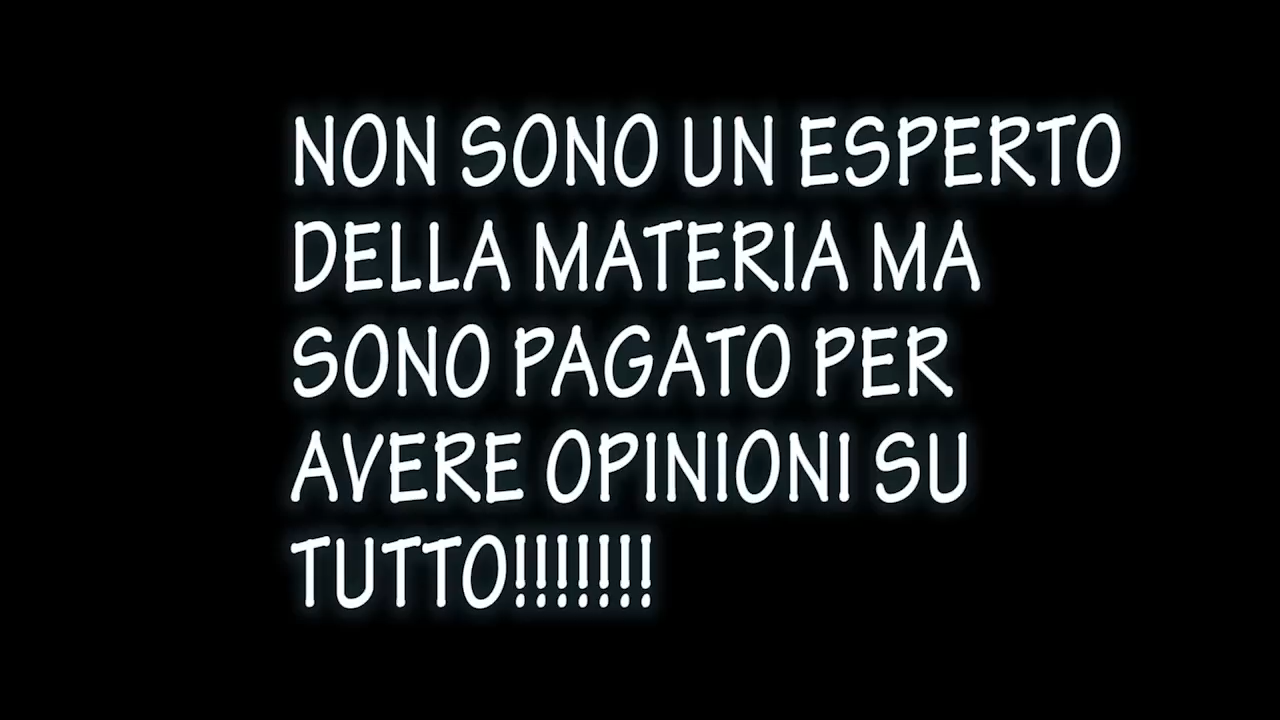 NON SONO UN ESPERTO
DELLA MATERIA MA
SONO PAGATO PER
AVERE OPINIONI SU
TUTTO!!!!!!!